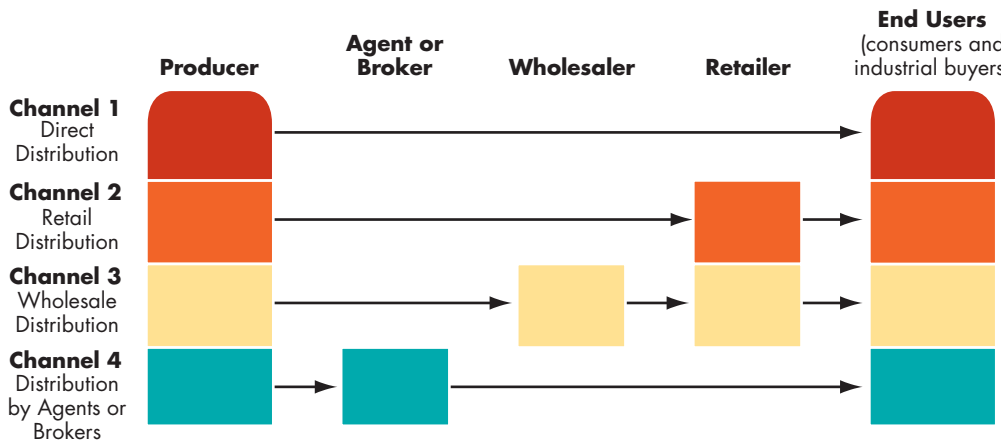 Producer
Agent or
Broker
Wholesaler
Retailer
End Users
(consumers and
industrial buyers
Channel 1
Direct
Distribution
Channel 2
Retail
Distribution
Channel 3
Wholesale
Distribution
Channel 4
Distribution
by Agents or
Brokers